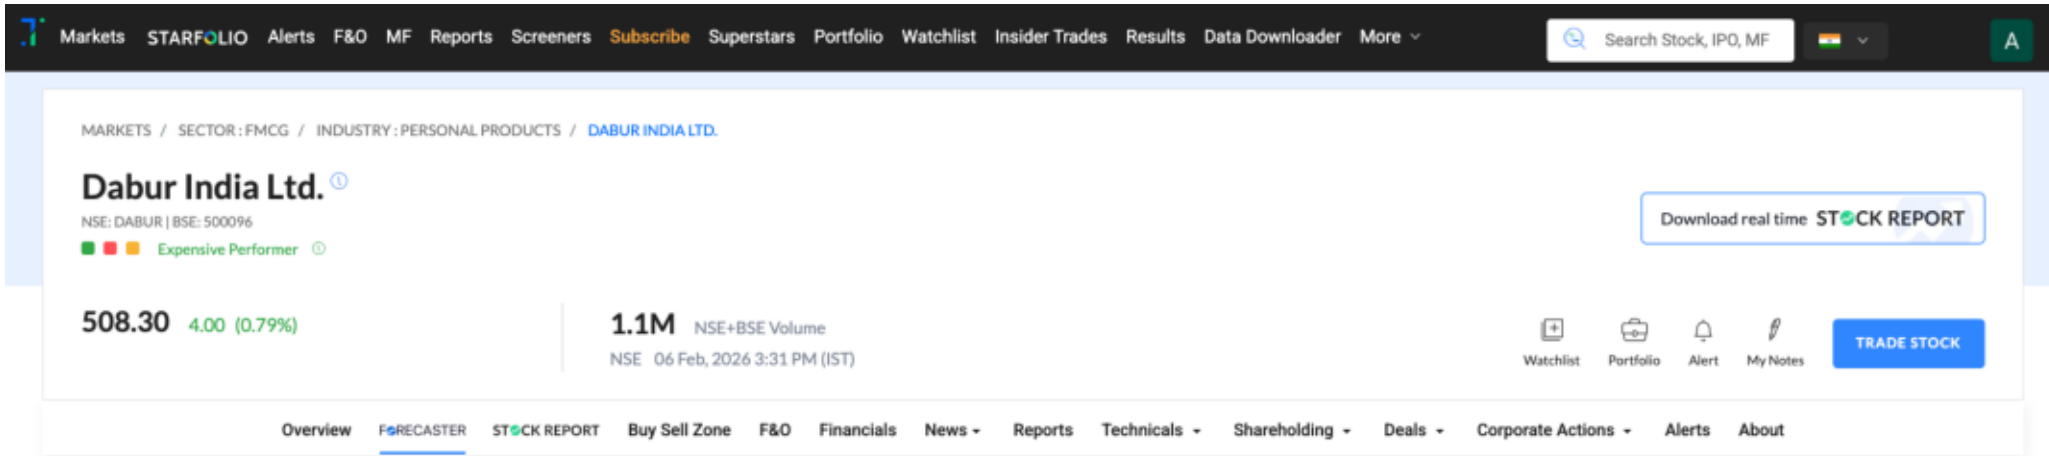 Markets STARFOLIO Alerts F&O MF Reports Screeners Subscribe Superstars Portfolio Watchlist Insider Trades Results Data Downloader More Search Stock, IPO, MF A
MARKETS / SECTOR : FMCG / INDUSTRY : PERSONAL PRODUCTS / DABUR INDIA LTD.
Dabur India Ltd.
NSE: DABUR | BSE: 500096
Expensive Performer
Download real time STOCK REPORT
508.30 4.00 (0.79%)
1.1M NSE+BSE Volume
NSE 06 Feb, 2026 3:31 PM (IST)
Watchlist Portfolio Alert My Notes
TRADE STOCK
Overview FORECASTER STOCK REPORT Buy Sell Zone F&O Financials News Reports Technicals Shareholding Deals Corporate Actions Alerts About